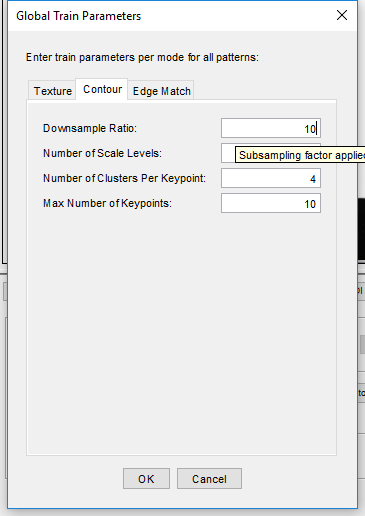 Global Train Parameters
Enter train parameters per mode for all patterns:
Texture Contour Edge Match
Downsample Ratio: 10
Number of Scale Levels:
Subsampling factor applied
Number of Clusters Per Keypoint: 4
Max Number of Keypoints: 10
OK Cancel